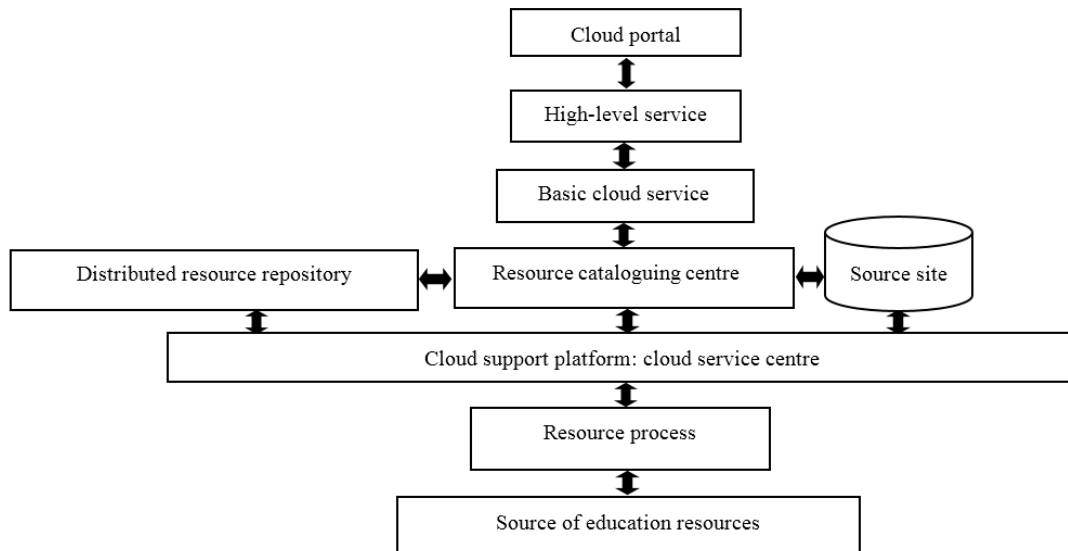 Cloud portal
High-level service
Basic cloud service
Distributed resource repository
Resource cataloguing centre
Source site
Cloud support platform: cloud service centre
Resource process
Source of education resources